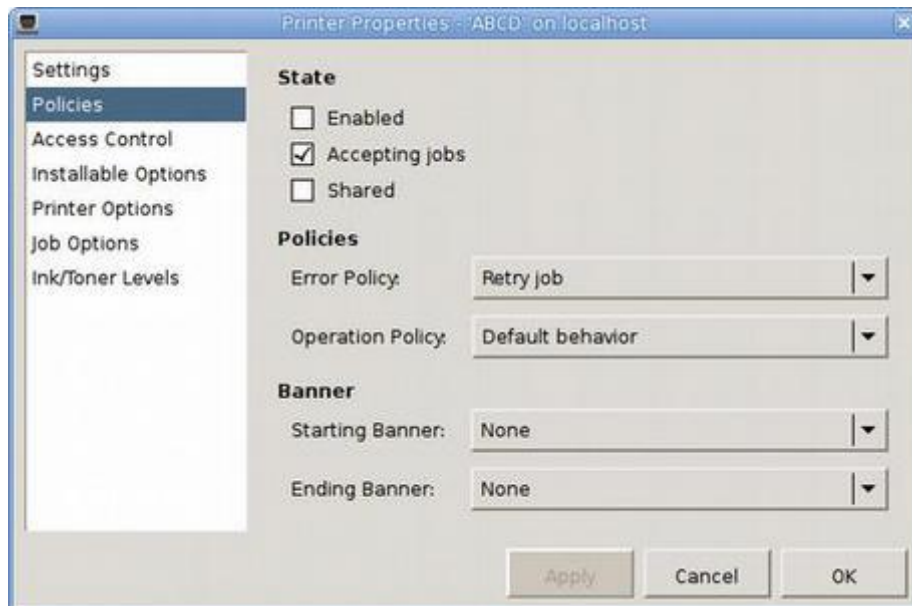 Printer Properties - 'ABCD' on localhost
Settings
Policies
Access Control
Installable Options
Printer Options
Job Options
Ink/Toner Levels
State
Enabled
Accepting jobs
Shared
Policies
Error Policy: Retry job
Operation Policy: Default behavior
Banner
Starting Banner: None
Ending Banner: None
Apply Cancel OK